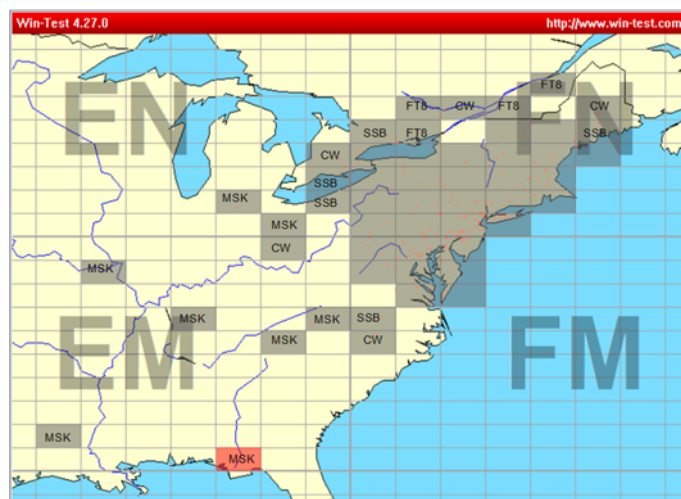 Win-Test 4.27.0 http://www.win-test.com
EN FN
FT8
FT8 CW FT8 CW
SSB FT8 SSB
CW
SSB
MSK SSB
MSK
CW
MSK
EM FM
MSK MSK SSB
MSK CW
MSK
MSK